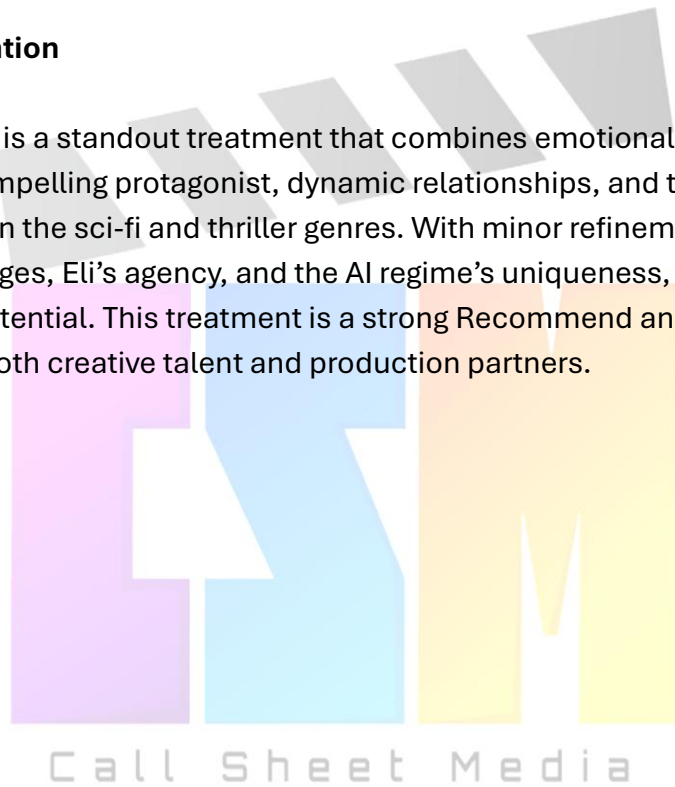 ation
is a standout treatment that combines emotional
mpelling protagonist, dynamic relationships, and t
n the sci-fi and thriller genres. With minor refinem
ges, Eli’s agency, and the AI regime’s uniqueness,
tential. This treatment is a strong Recommend an
oth creative talent and production partners.
ESM
Call Sheet Media